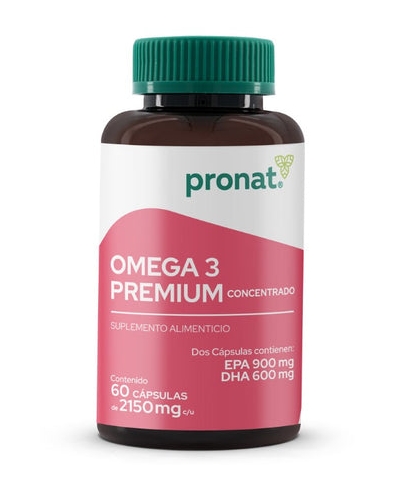 pronat.®
OMEGA 3
PREMIUM CONCENTRADO
SUPLEMENTO ALIMENTICIO
Dos Cápsulas contienen:
EPA 900 mg
DHA 600 mg
Contenido
60 CÁPSULAS
de 2150 mg c/u